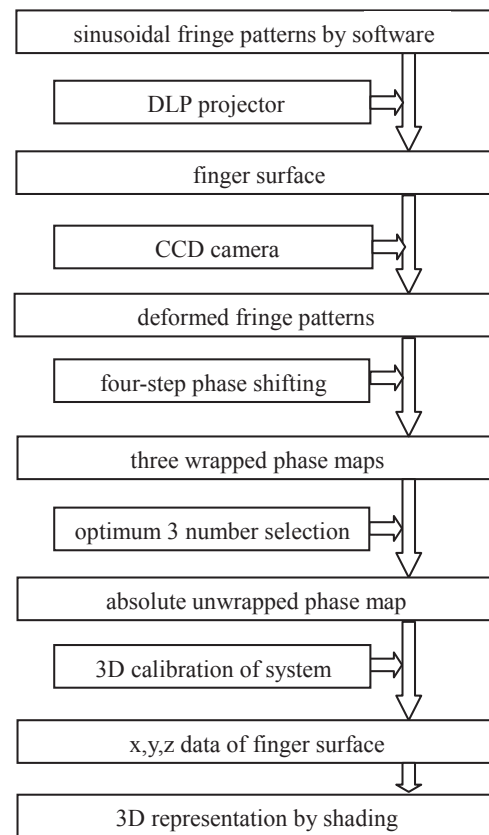 sinusoidal fringe patterns by software
DLP projector
finger surface
CCD camera
deformed fringe patterns
four-step phase shifting
three wrapped phase maps
optimum 3 number selection
absolute unwrapped phase map
3D calibration of system
x,y,z data of finger surface
3D representation by shading